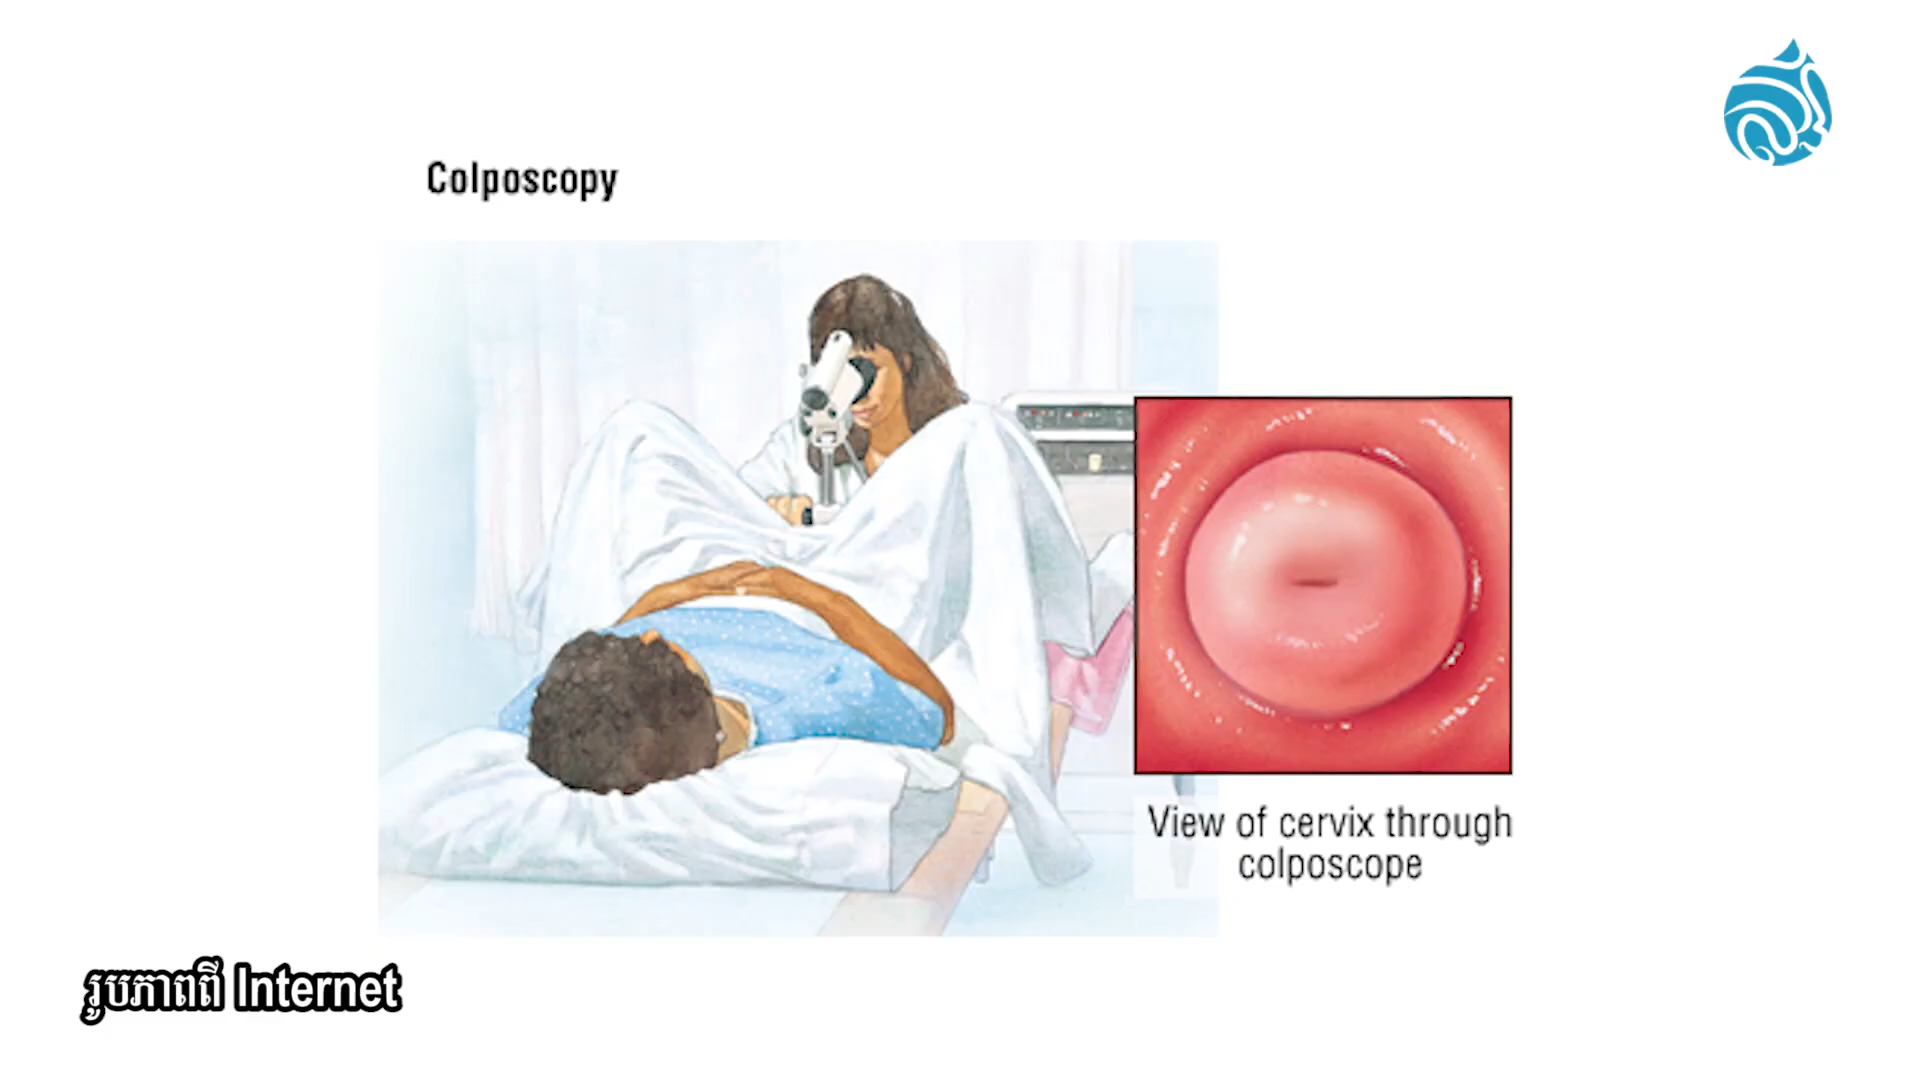 Colposcopy
View of cervix through
colposcope
រូបភាពពី Internet